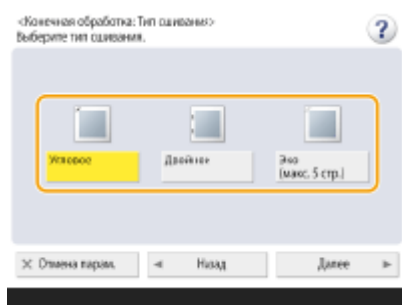 <Конечная обработка: Тип сшивания>
Выберите тип сшивания.
?
Угловое
Двойное
Эко
(макс. 5 стр.)
Отмена парам.
Назад
Далее